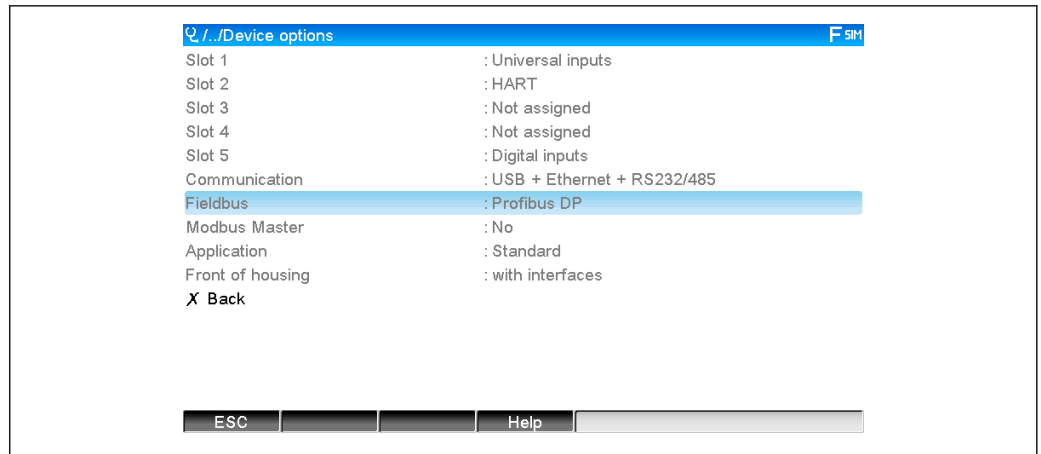 /../Device options F SIM
Slot 1 : Universal inputs
Slot 2 : HART
Slot 3 : Not assigned
Slot 4 : Not assigned
Slot 5 : Digital inputs
Communication : USB + Ethernet + RS232/485
Fieldbus : Profibus DP
Modbus Master : No
Application : Standard
Front of housing : with interfaces
X Back
ESC Help